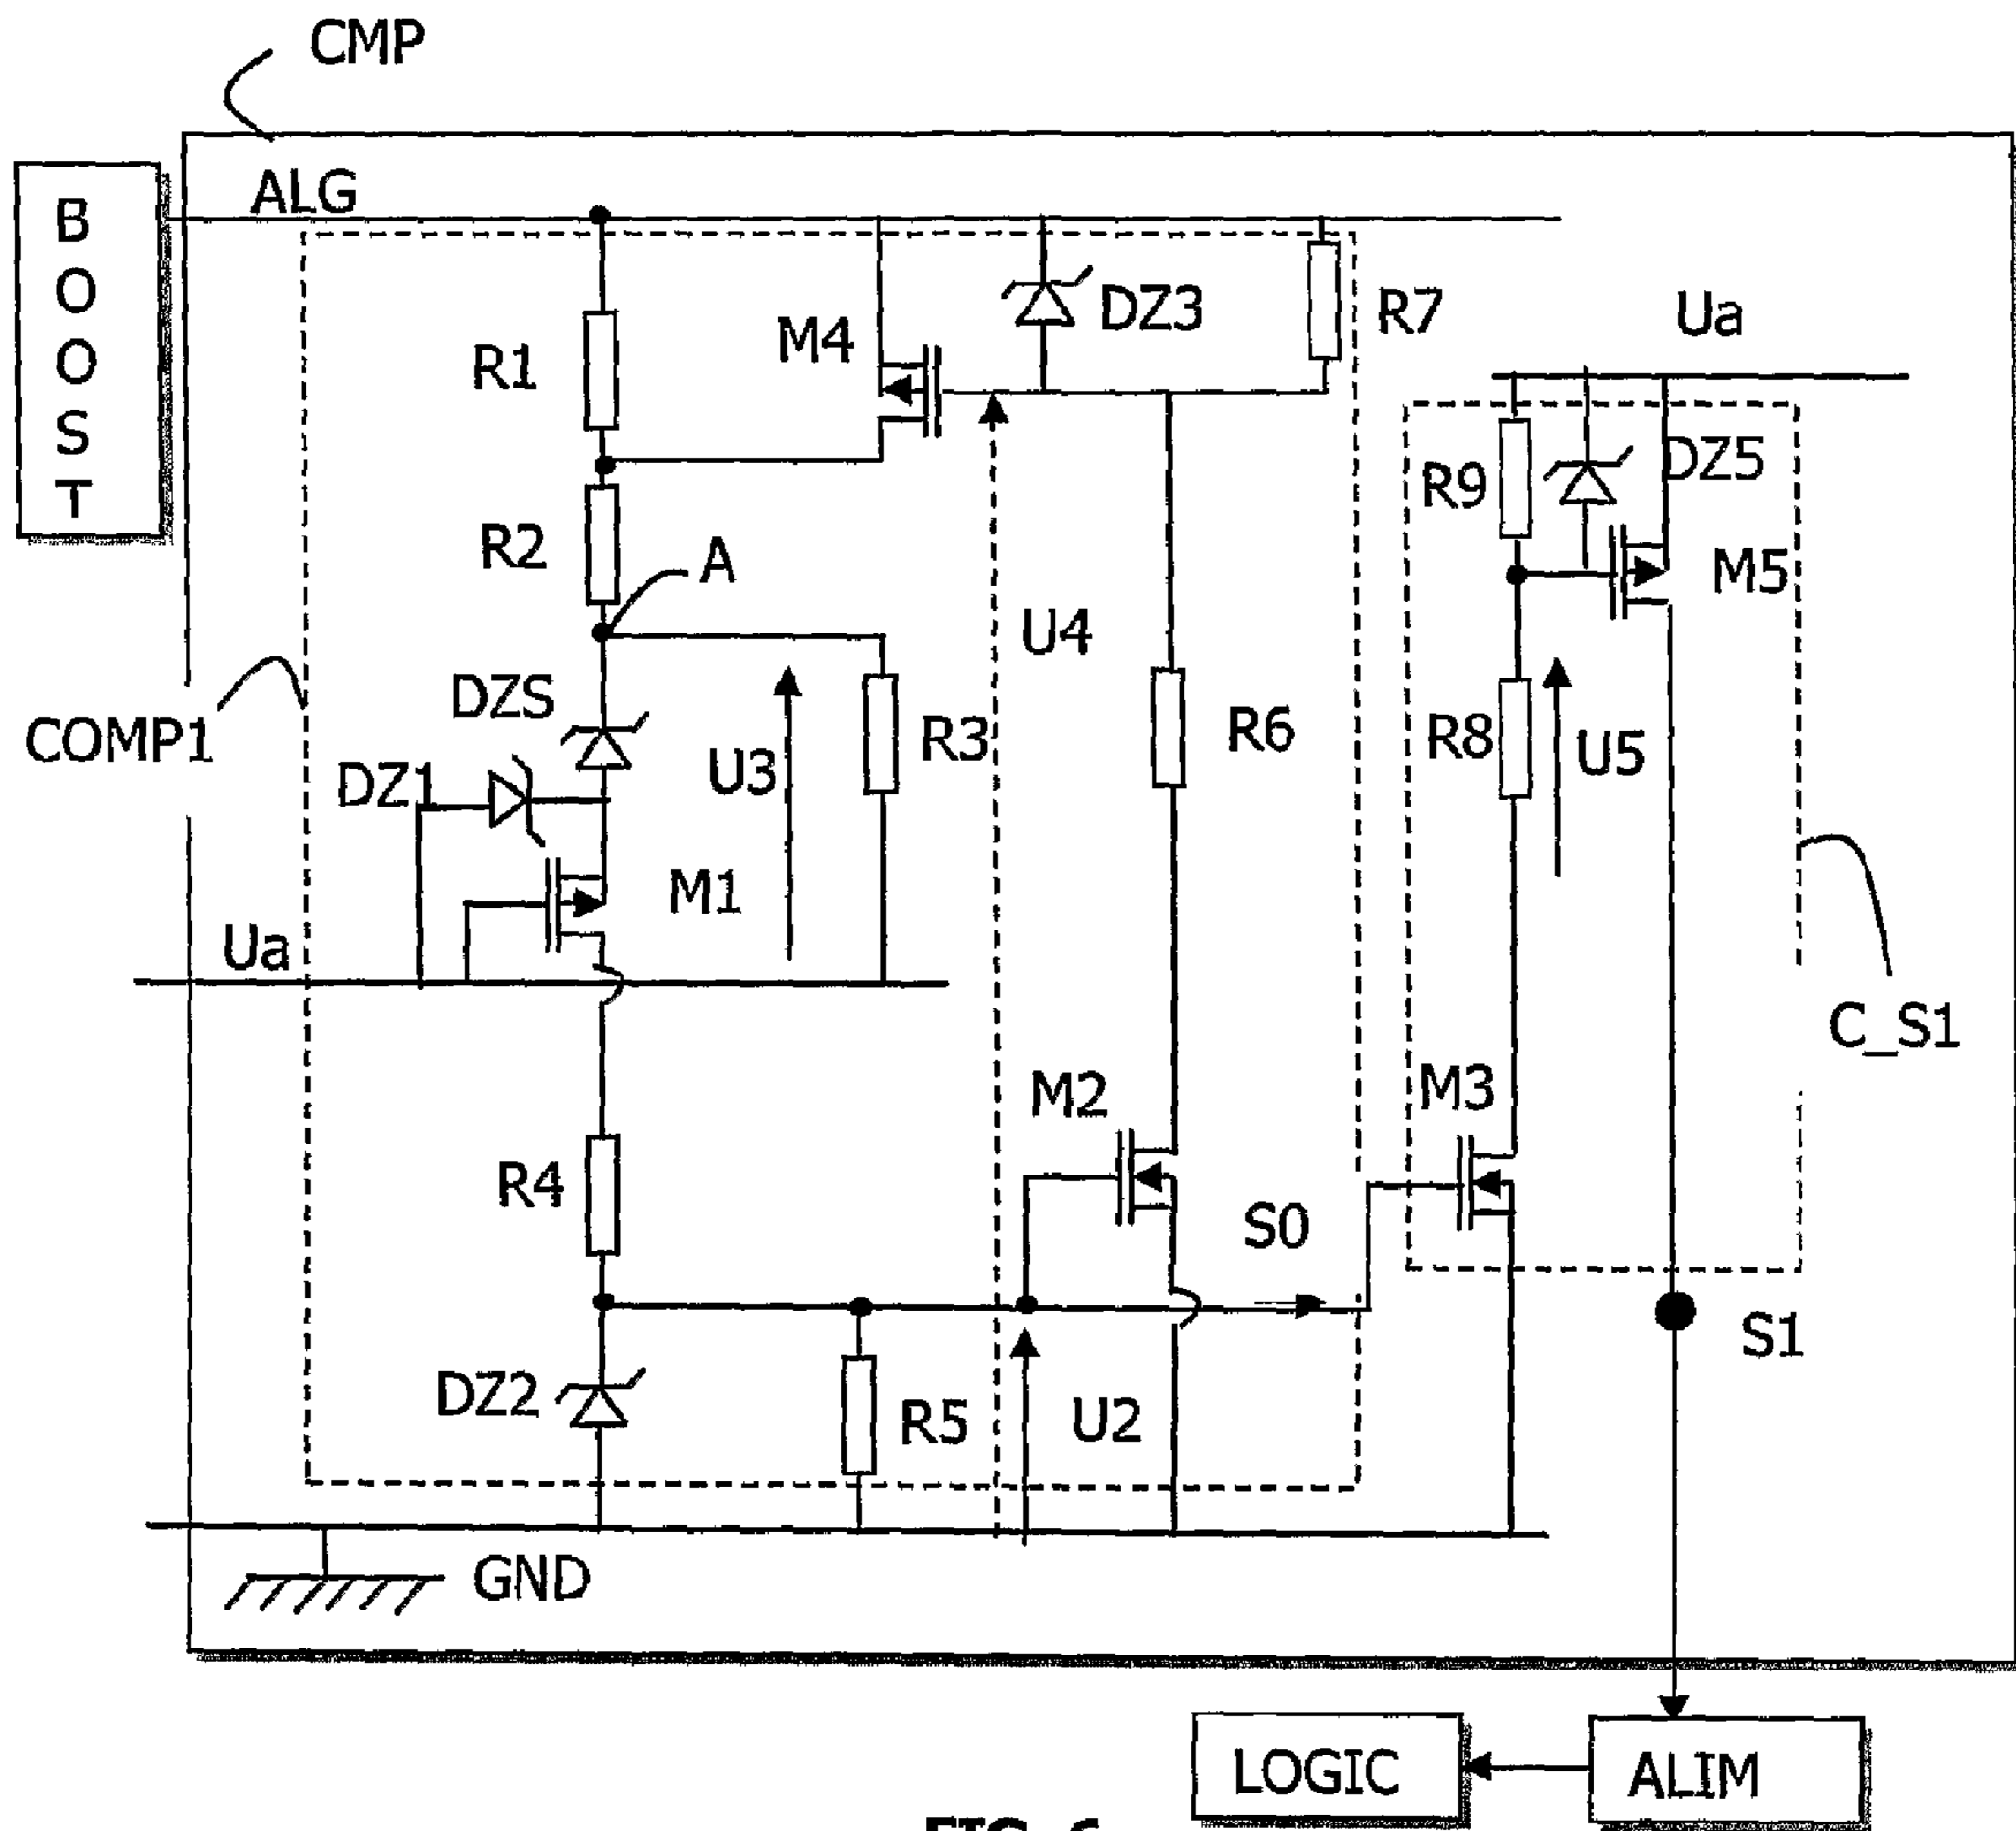 CMP
BOOST
ALG
R1
M4
DZ3
R7
Ua
R2
A
R9
DZ5
M5
COMP1
DZS
U4
DZ1
U3
R3
R6
R8
U5
M1
Ua
C_S1
M2
M3
R4
S0
S1
DZ2
R5
U2
GND
LOGIC
ALIM